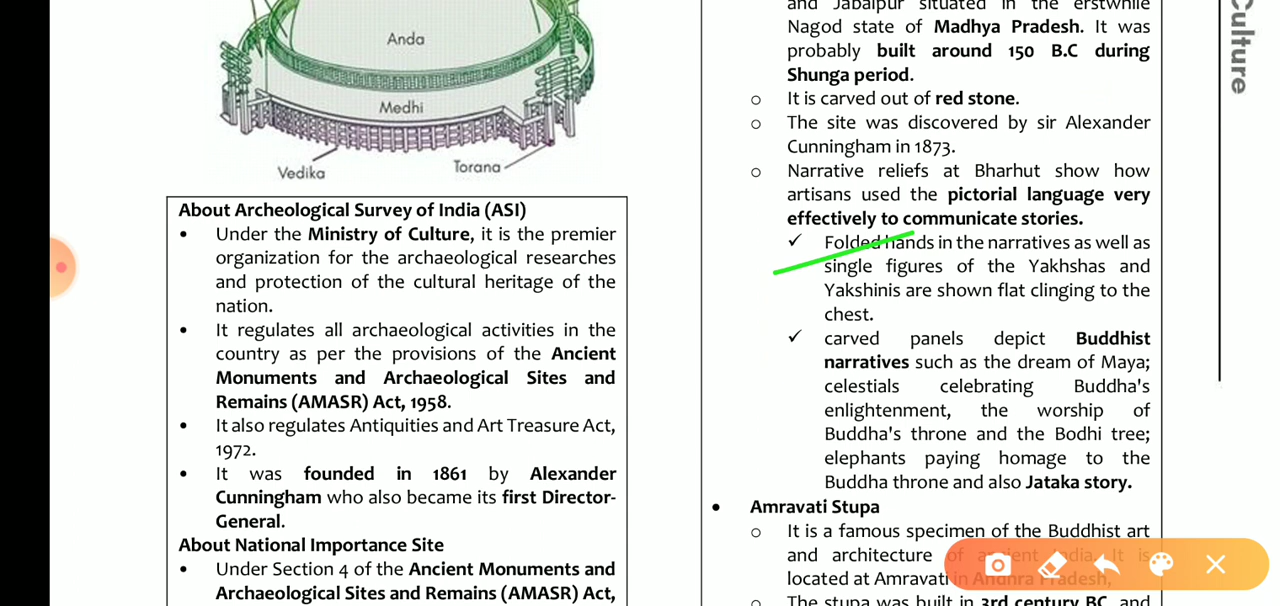 Anda
Medhi
Vedika
Torana
About Archeological Survey of India (ASI)
• Under the Ministry of Culture, it is the premier
organization for the archaeological researches
and protection of the cultural heritage of the
nation.
• It regulates all archaeological activities in the
country as per the provisions of the Ancient
Monuments and Archaeological Sites and
Remains (AMASR) Act, 1958.
• It also regulates Antiquities and Art Treasure Act,
1972.
• It was founded in 1861 by Alexander
Cunningham who also became its first Director-
General.
About National Importance Site
• Under Section 4 of the Ancient Monuments and
Archaeological Sites and Remains (AMASR) Act,
and Jabalpur situated in the erstwhile
Nagod state of Madhya Pradesh. It was
probably built around 150 B.C during
Shunga period.
o It is carved out of red stone.
o The site was discovered by sir Alexander
Cunningham in 1873.
o Narrative reliefs at Bharhut show how
artisans used the pictorial language very
effectively to communicate stories.
✓ Folded hands in the narratives as well as
single figures of the Yakhshas and
Yakshinis are shown flat clinging to the
chest.
✓ carved panels depict Buddhist
narratives such as the dream of Maya;
celestials celebrating Buddha's
enlightenment, the worship of
Buddha's throne and the Bodhi tree;
elephants paying homage to the
Buddha throne and also Jataka story.
• Amravati Stupa
o It is a famous specimen of the Buddhist art
and architecture of ancient India. It is
located at Amravati in Andhra Pradesh,
o The stupa was built in 3rd century BC and
Culture